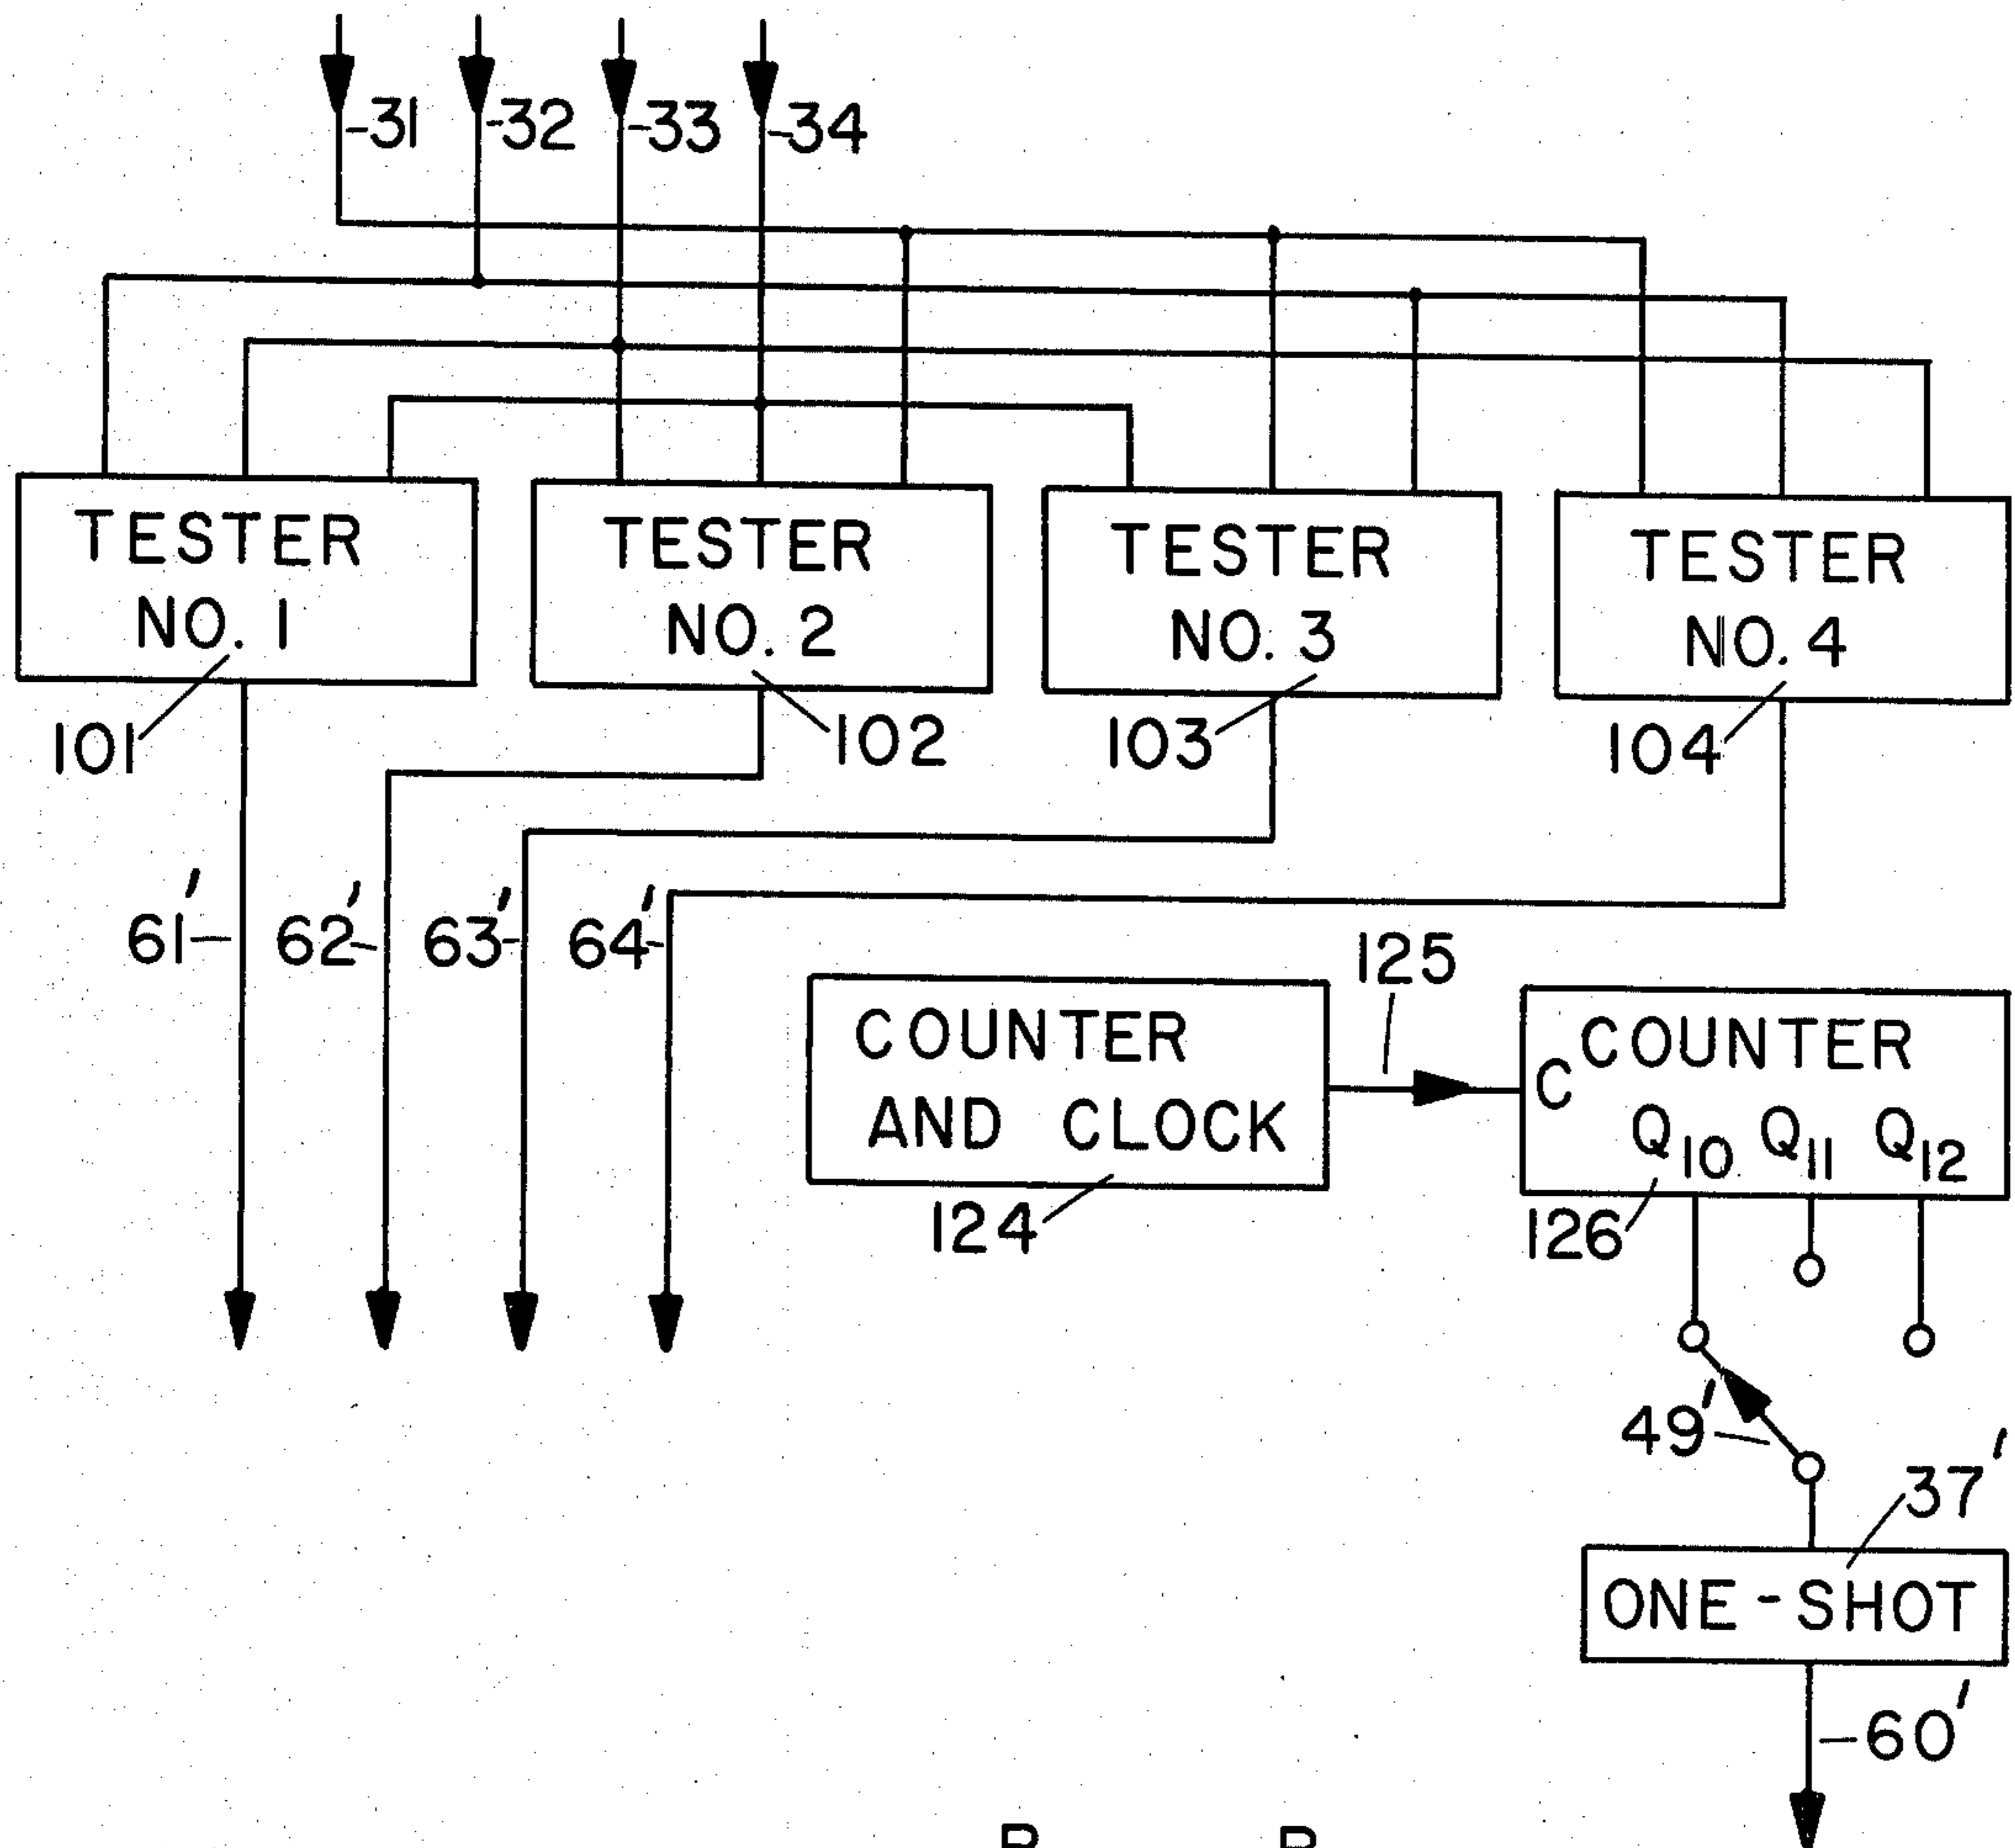 31 32 33 34
TESTER NO. 1
TESTER NO. 2
TESTER NO. 3
TESTER NO. 4
101 102 103 104
61' 62' 63' 64'
125
COUNTER AND CLOCK
C COUNTER
Q10 Q11 Q12
124
126
49'
37'
ONE-SHOT
60'